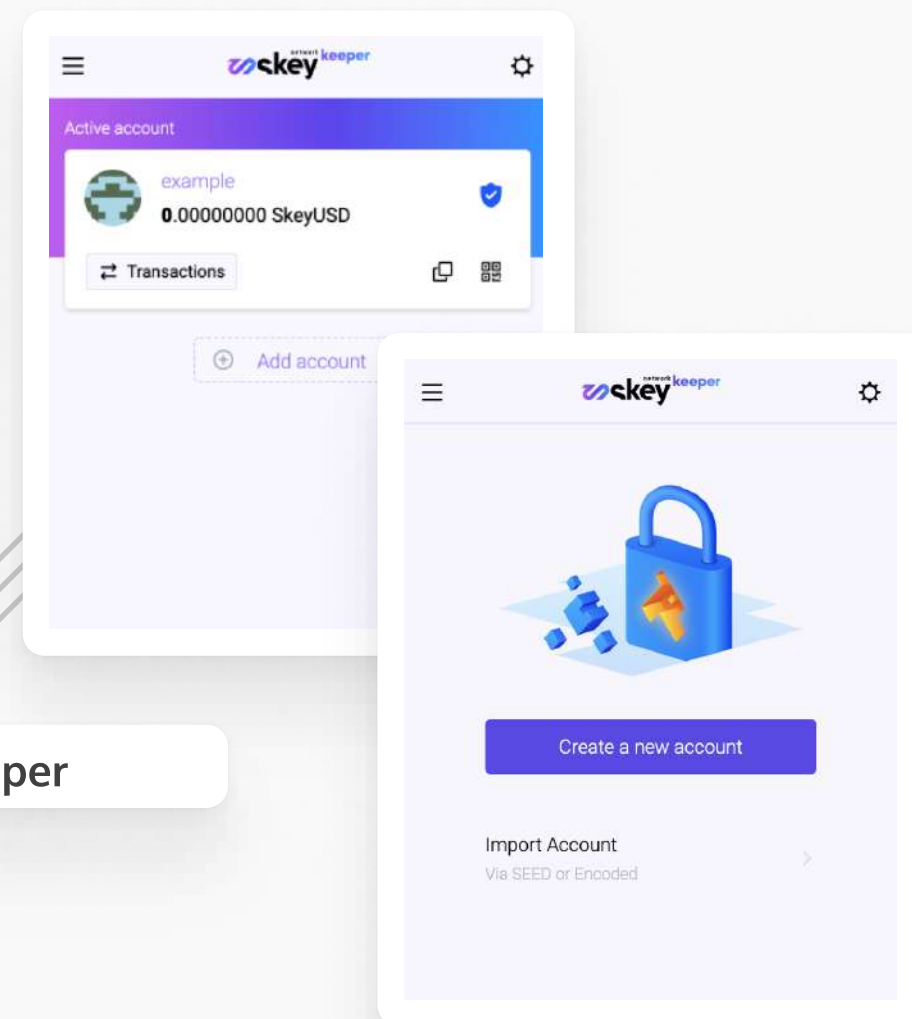 network
skey keeper
Active account
example
0.00000000 SkeyUSD
Transactions
Add account
network
skey keeper
Create a new account
Import Account
Via SEED or Encoded
per